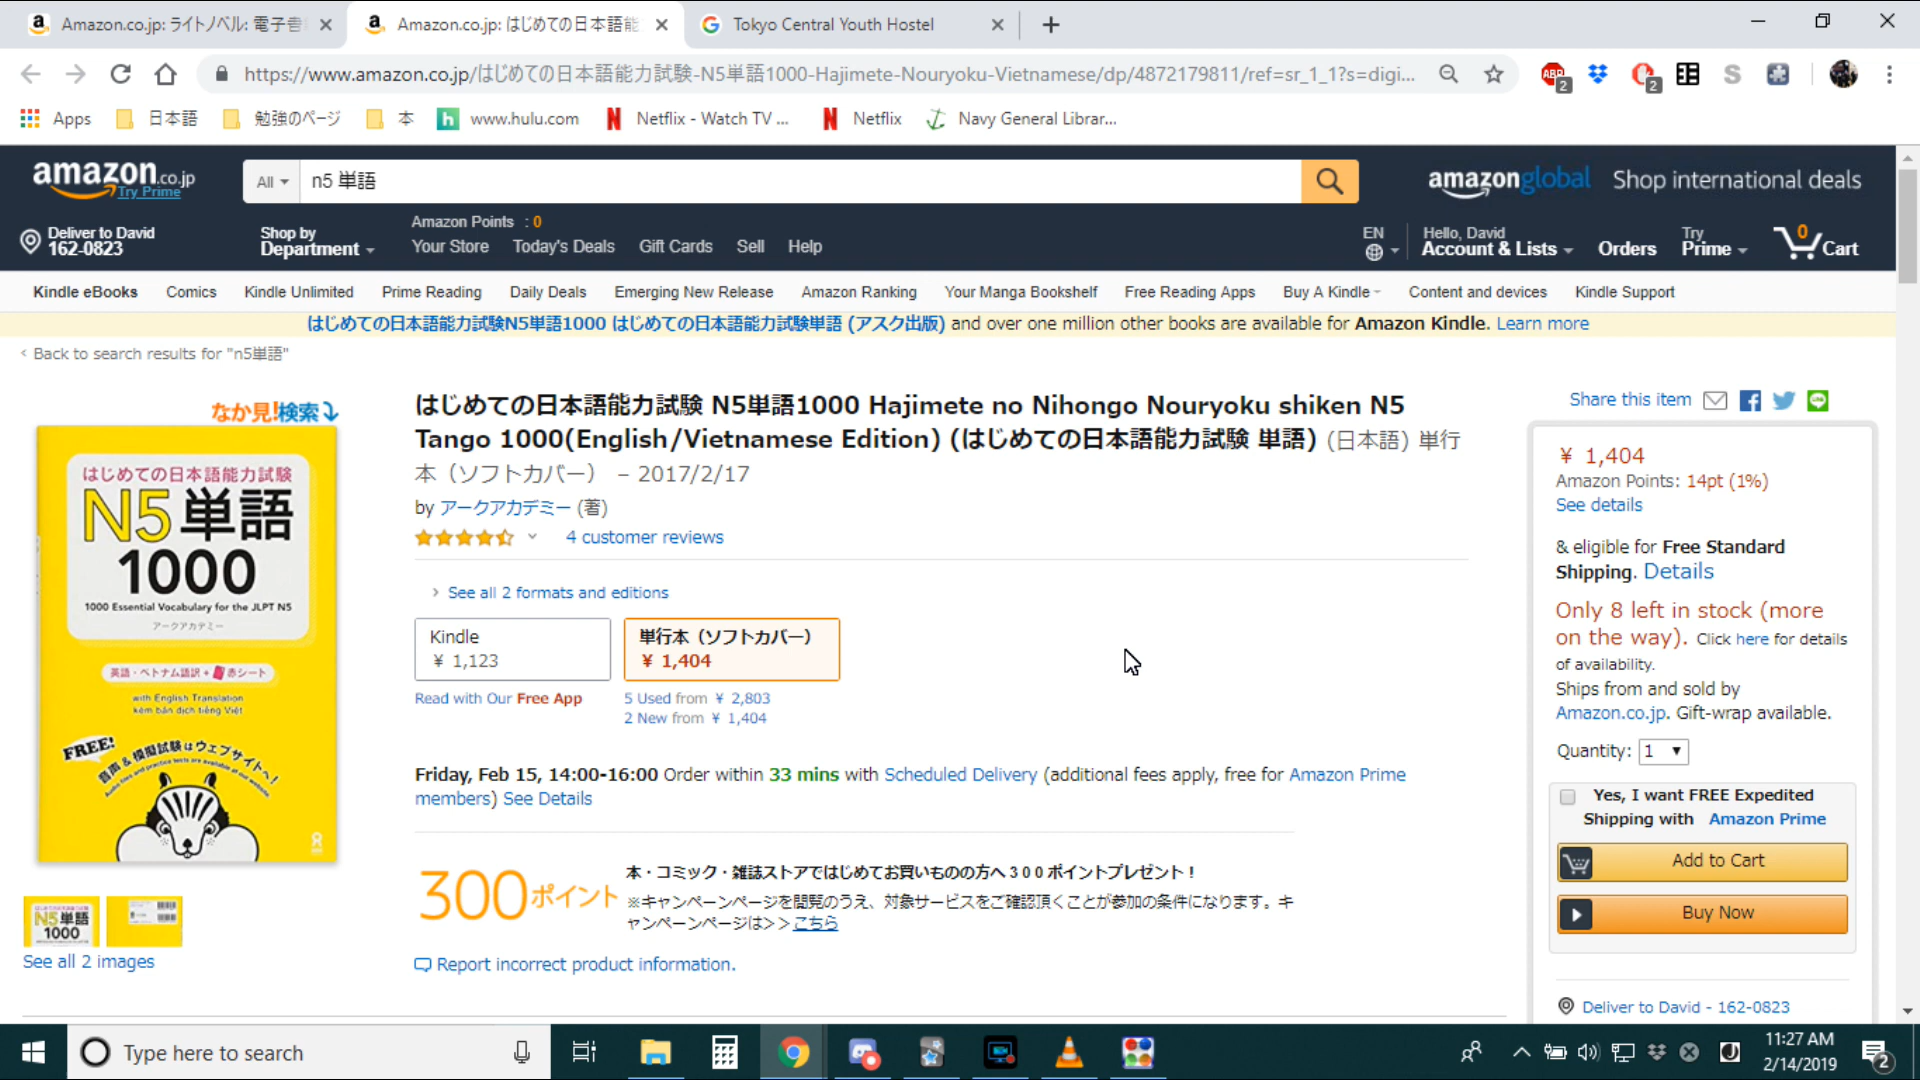 Amazon.co.jp: ライトノベル: 電子書
Amazon.co.jp: はじめての日本語能
Tokyo Central Youth Hostel
https://www.amazon.co.jp/はじめての日本語能力試験-N5単語1000-Hajimete-Nouryoku-Vietnamese/dp/4872179811/ref=sr_1_1?s=digi...
ABP 2
2
S
Apps
日本語
勉強のページ
本
h www.hulu.com
N Netflix - Watch TV ...
N Netflix
Navy General Librar...
amazon.co.jp
Try Prime
All
n5 単語
amazonglobal Shop international deals
Deliver to David
162-0823
Shop by
Department
Amazon Points : 0
Your Store Today's Deals Gift Cards Sell Help
EN
Hello, David
Account & Lists
Orders
Try
Prime
0
Cart
Kindle eBooks Comics Kindle Unlimited Prime Reading Daily Deals Emerging New Release Amazon Ranking Your Manga Bookshelf Free Reading Apps Buy A Kindle Content and devices Kindle Support
はじめての日本語能力試験N5単語1000 はじめての日本語能力試験単語 (アスク出版) and over one million other books are available for Amazon Kindle. Learn more
‹ Back to search results for "n5単語"
なか見!検索
はじめての日本語能力試験
N5単語
1000
1000 Essential Vocabulary for the JLPT N5
アークアカデミー
英語・ベトナム語訳+赤シート
with English Translation
kèm bản dịch tiếng Việt
FREE!
音声&模擬試験はウェブサイトへ!
はじめての日本語能力試験 N5単語1000 Hajimete no Nihongo Nouryoku shiken N5
Tango 1000(English/Vietnamese Edition) (はじめての日本語能力試験 単語) (日本語) 単行
本（ソフトカバー） – 2017/2/17
by アークアカデミー (著)
4 customer reviews
› See all 2 formats and editions
Kindle
¥ 1,123
単行本（ソフトカバー）
¥ 1,404
Read with Our Free App
5 Used from ¥ 2,803
2 New from ¥ 1,404
Friday, Feb 15, 14:00-16:00 Order within 33 mins with Scheduled Delivery (additional fees apply, free for Amazon Prime
members) See Details
300ポイント
本・コミック・雑誌ストアではじめてお買いものの方へ３００ポイントプレゼント！
※キャンペーンページを閲覧のうえ、対象サービスをご確認頂くことが参加の条件になります。キ
ャンペーンページは>>こちら
Report incorrect product information.
N5単語
1000
See all 2 images
Share this item
¥ 1,404
Amazon Points: 14pt (1%)
See details
& eligible for Free Standard
Shipping. Details
Only 8 left in stock (more
on the way). Click here for details
of availability.
Ships from and sold by
Amazon.co.jp. Gift-wrap available.
Quantity: 1
Yes, I want FREE Expedited
Shipping with Amazon Prime
Add to Cart
Buy Now
Deliver to David - 162-0823
Type here to search
11:27 AM
2/14/2019
2